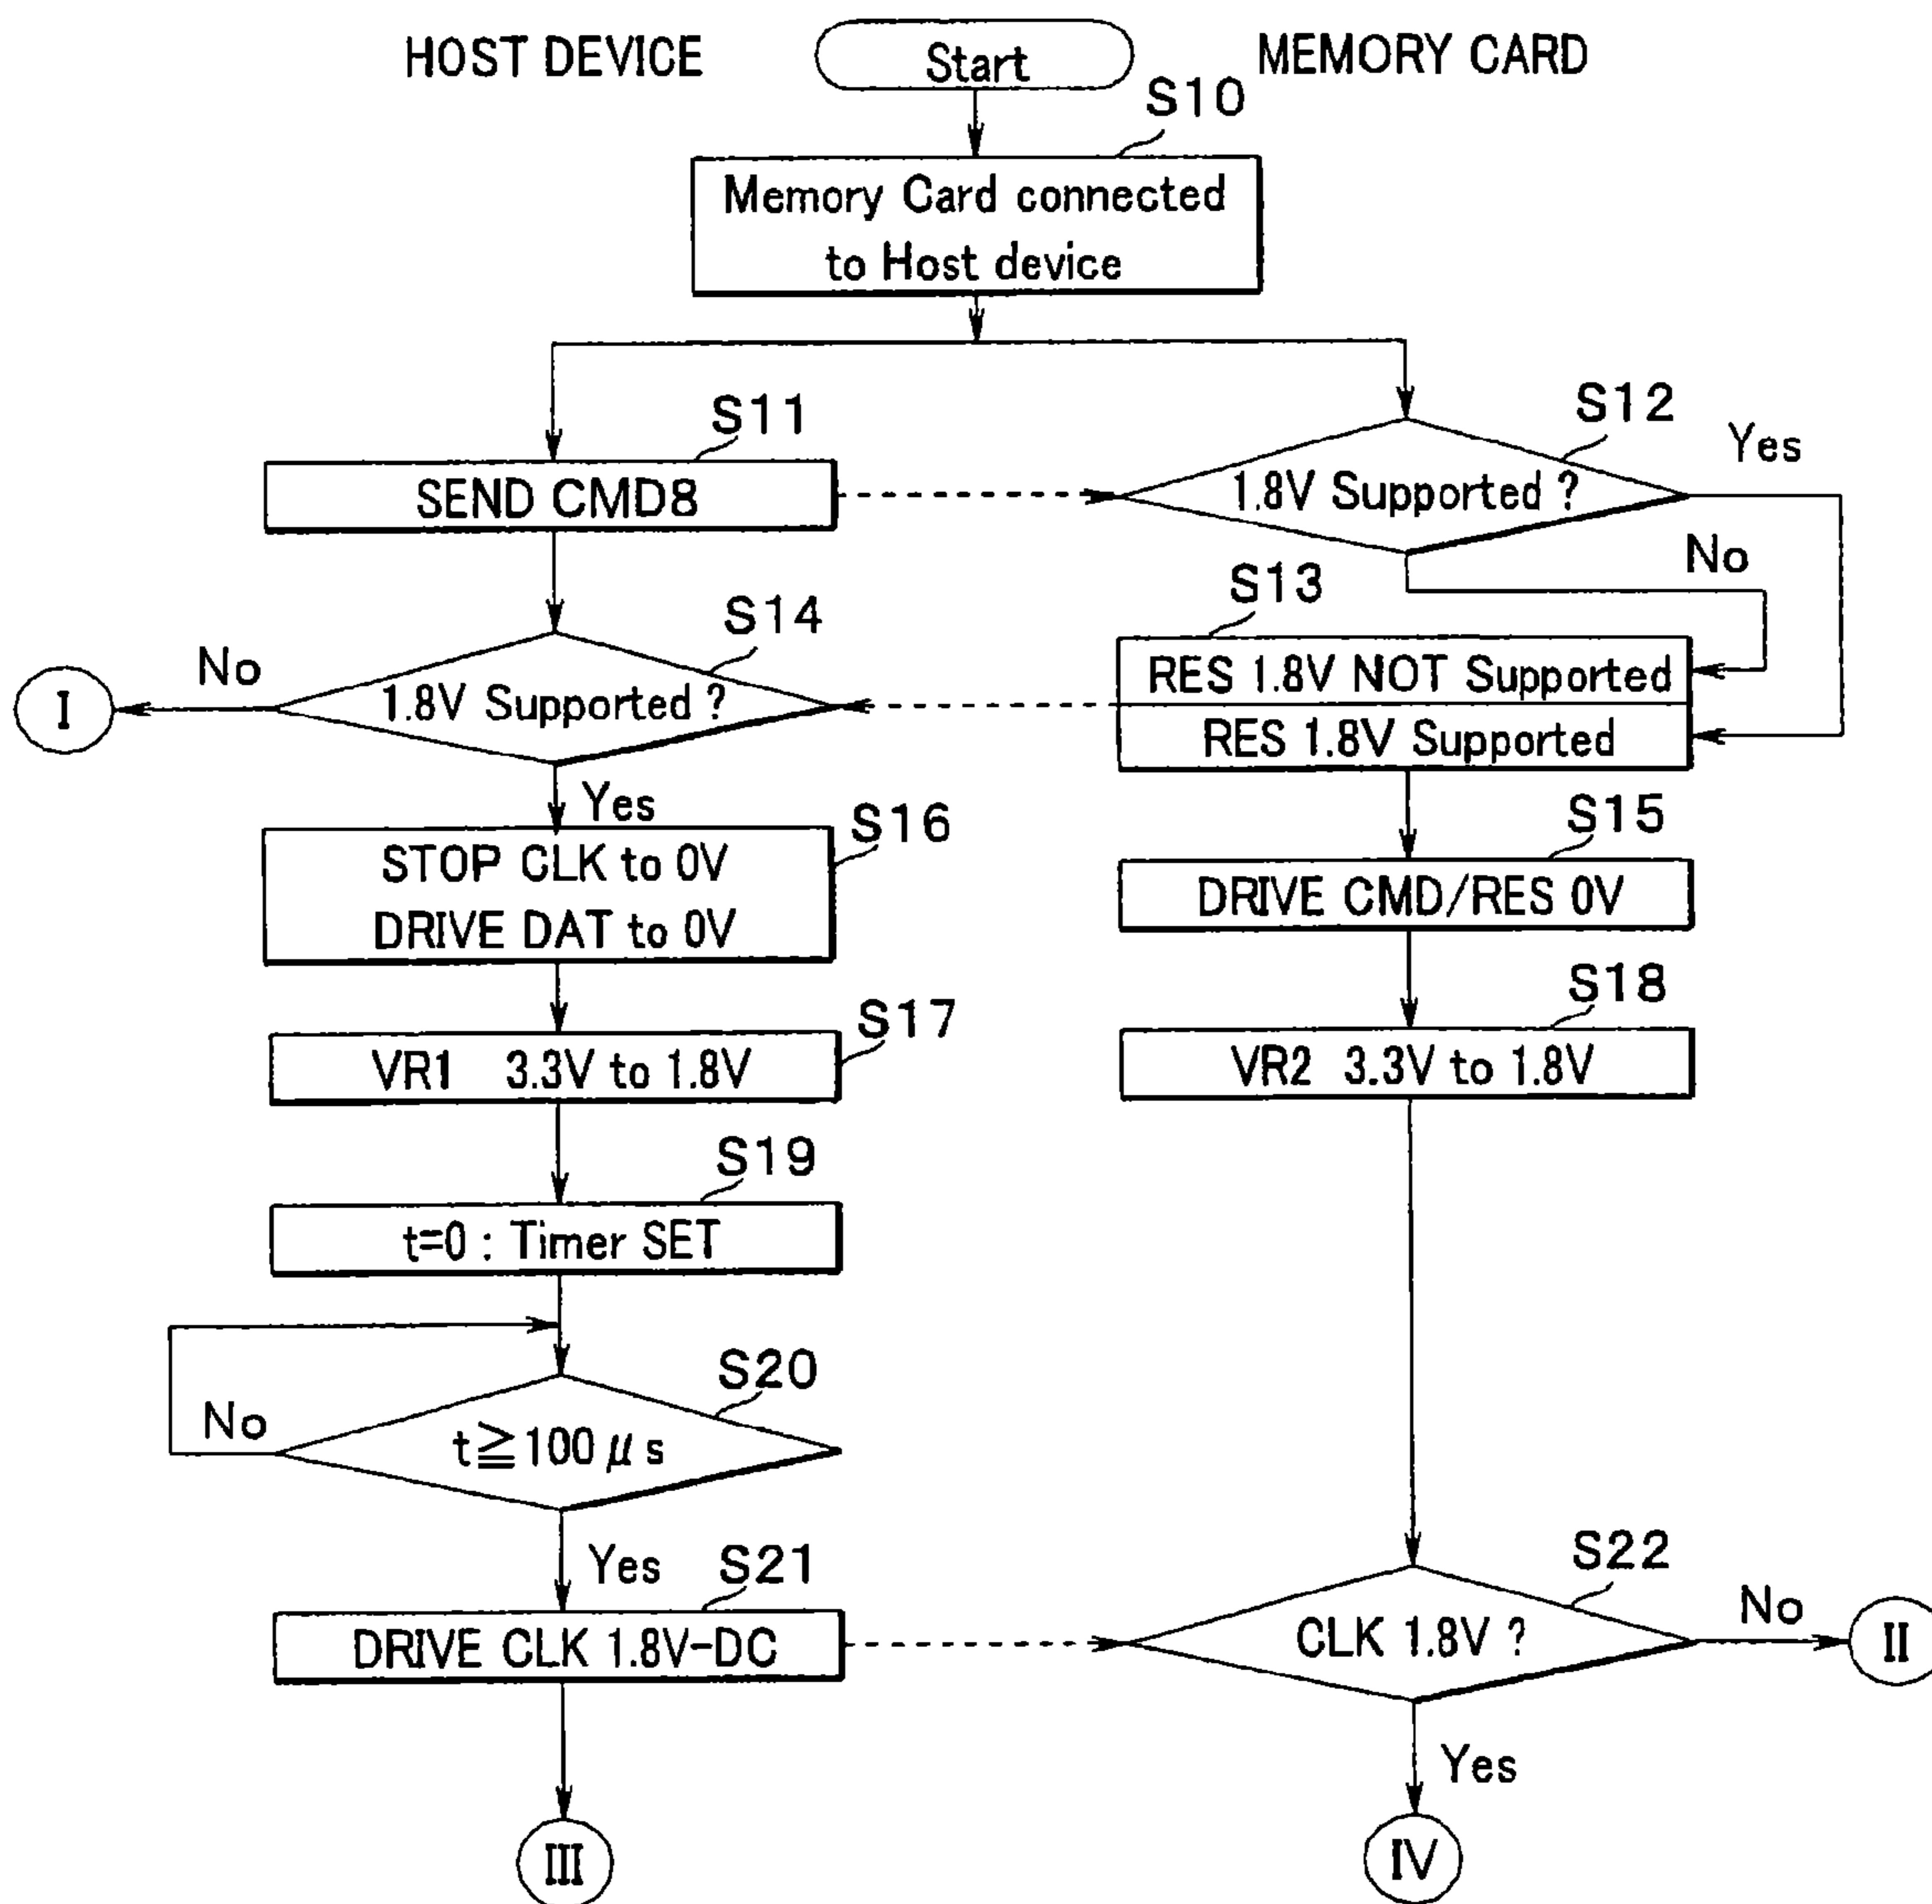 HOST DEVICE
Start
MEMORY CARD
S10
Memory Card connected
to Host device
S11
SEND CMD8
S12
1.8V Supported ?
Yes
No
S13
RES 1.8V NOT Supported
RES 1.8V Supported
S14
1.8V Supported ?
No
I
Yes
S16
STOP CLK to 0V
DRIVE DAT to 0V
S15
DRIVE CMD/RES 0V
S17
VR1 3.3V to 1.8V
S18
VR2 3.3V to 1.8V
S19
t=0 : Timer SET
S20
t≧100μs
No
Yes
S21
DRIVE CLK 1.8V-DC
S22
CLK 1.8V ?
No
II
Yes
III
IV